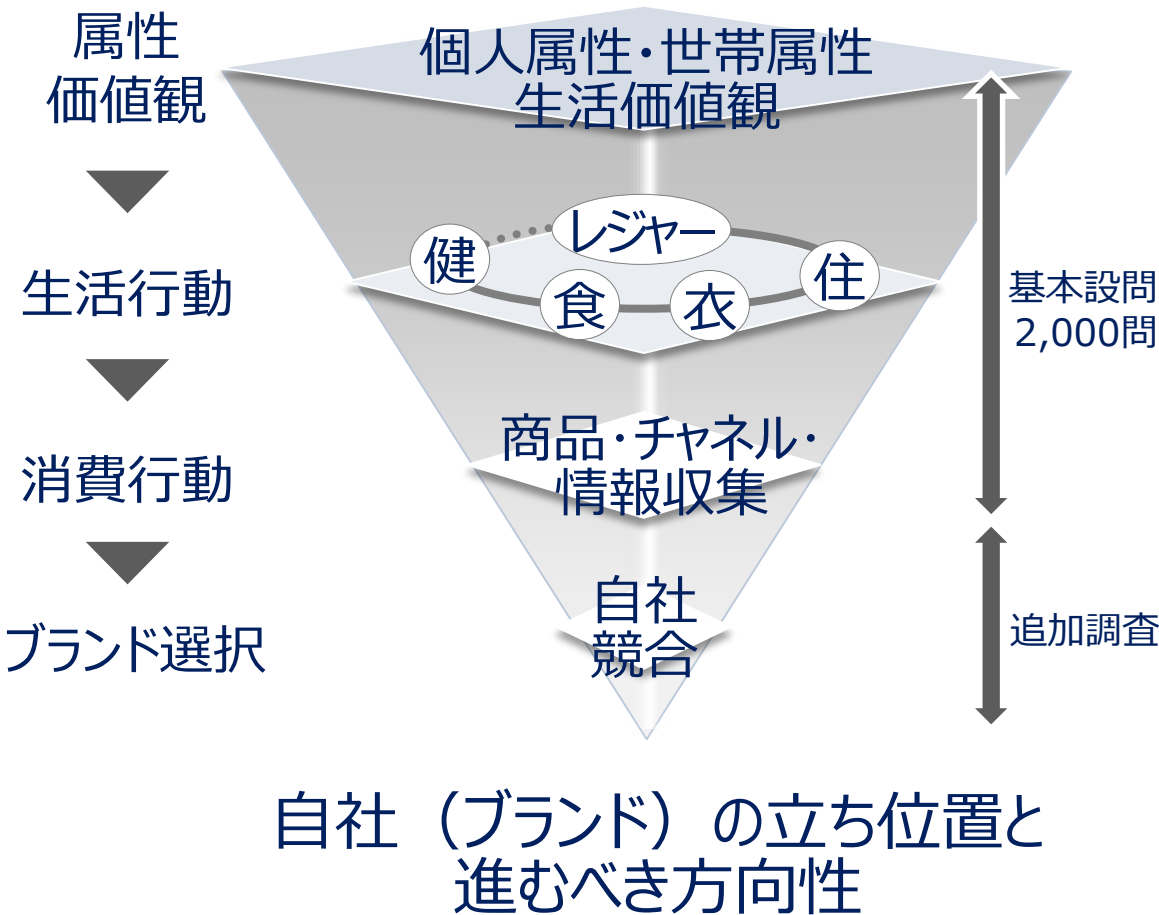 属性
価値観
個人属性・世帯属性
生活価値観
生活行動
レジャー
健
食
衣
住
基本設問
2,000問
消費行動
商品・チャネル・
情報収集
ブランド選択
自社
競合
追加調査
自社（ブランド）の立ち位置と
進むべき方向性